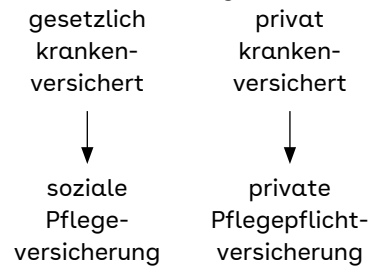 gesetzlich
kranken-
versichert
privat
kranken-
versichert
soziale
Pflege-
versicherung
private
Pflegepflicht-
versicherung